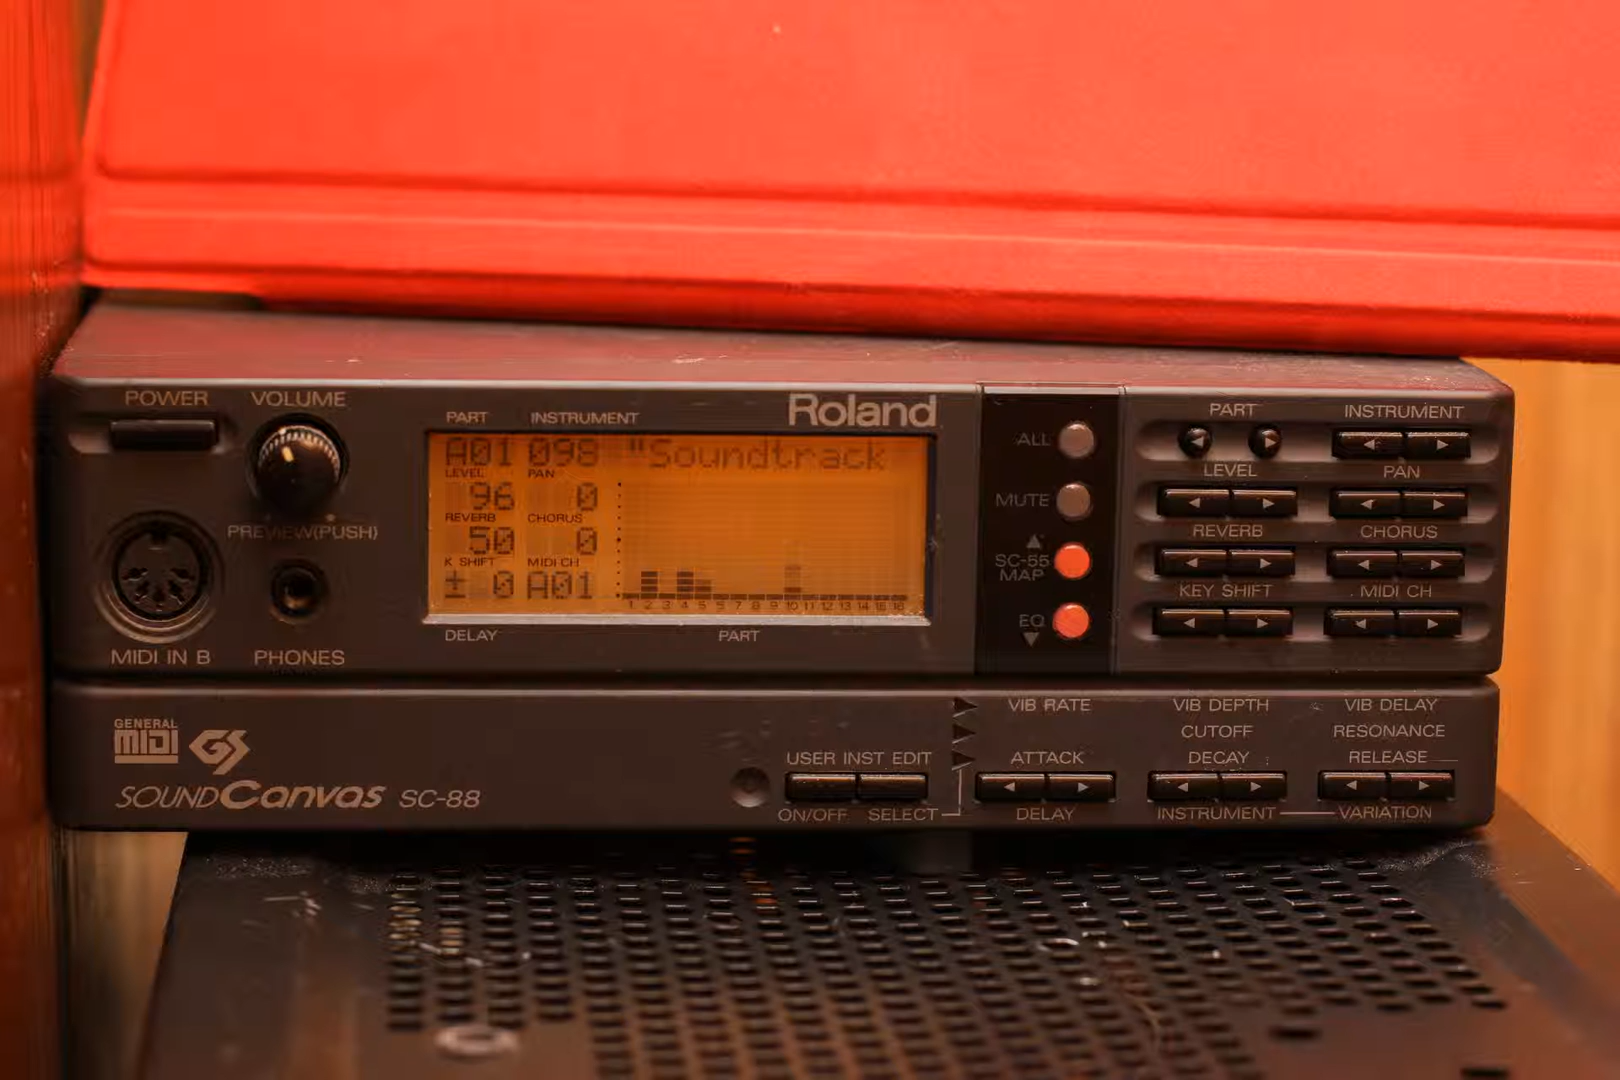 POWER VOLUME
PART INSTRUMENT
Roland
A01 098 "Soundtrack
LEVEL PAN
96 0
REVERB CHORUS
50 0
K SHIFT MIDI CH
± 0 A01
1 2 3 4 5 6 7 8 9 10 11 12 13 14 15 16
DELAY PART
PREVIEW(PUSH)
MIDI IN B PHONES
ALL
MUTE
SC-55
MAP
EQ
PART INSTRUMENT
LEVEL PAN
REVERB CHORUS
KEY SHIFT MIDI CH
GENERAL
MIDI GS
SOUND Canvas SC-88
USER INST EDIT
ON/OFF SELECT
VIB RATE VIB DEPTH VIB DELAY
CUTOFF RESONANCE
ATTACK DECAY RELEASE
DELAY INSTRUMENT VARIATION